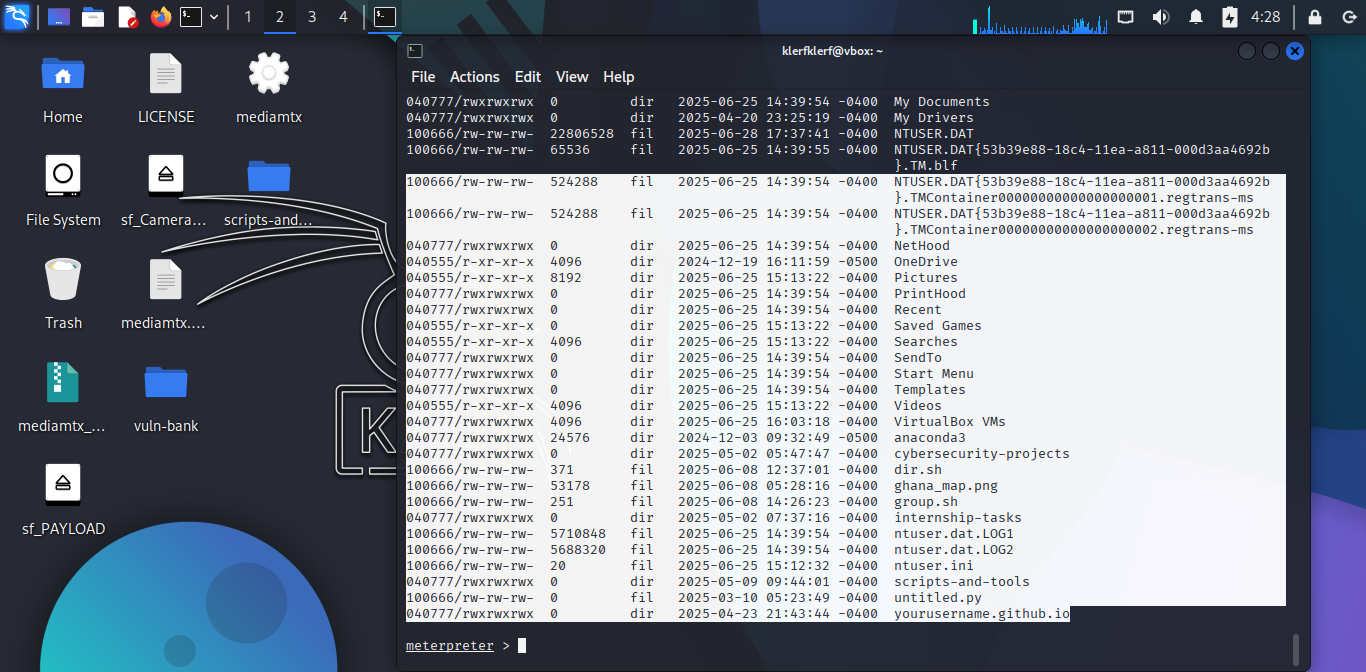 1 2 3 4 4:28
klerfklerf@vbox: ~
File Actions Edit View Help
Home LICENSE mediamtx
File System sf_Camera... scripts-and...
Trash mediamtx....
mediamtx_... vuln-bank
sf_PAYLOAD
040777/rwxrwxrwx 0 dir 2025-06-25 14:39:54 -0400 My Documents
040777/rwxrwxrwx 0 dir 2025-04-20 23:25:19 -0400 My Drivers
100666/rw-rw-rw- 22806528 fil 2025-06-28 17:37:41 -0400 NTUSER.DAT
100666/rw-rw-rw- 65536 fil 2025-06-25 14:39:55 -0400 NTUSER.DAT{53b39e88-18c4-11ea-a811-000d3aa4692b
}.TM.blf
100666/rw-rw-rw- 524288 fil 2025-06-25 14:39:54 -0400 NTUSER.DAT{53b39e88-18c4-11ea-a811-000d3aa4692b
}.TMContainer00000000000000000001.regtrans-ms
100666/rw-rw-rw- 524288 fil 2025-06-25 14:39:54 -0400 NTUSER.DAT{53b39e88-18c4-11ea-a811-000d3aa4692b
}.TMContainer00000000000000000002.regtrans-ms
040777/rwxrwxrwx 0 dir 2025-06-25 14:39:54 -0400 NetHood
040555/r-xr-xr-x 4096 dir 2024-12-19 16:11:59 -0500 OneDrive
040555/r-xr-xr-x 8192 dir 2025-06-25 15:13:22 -0400 Pictures
040777/rwxrwxrwx 0 dir 2025-06-25 14:39:54 -0400 PrintHood
040777/rwxrwxrwx 0 dir 2025-06-25 14:39:54 -0400 Recent
040555/r-xr-xr-x 0 dir 2025-06-25 15:13:22 -0400 Saved Games
040555/r-xr-xr-x 4096 dir 2025-06-25 15:13:22 -0400 Searches
040777/rwxrwxrwx 0 dir 2025-06-25 14:39:54 -0400 SendTo
040777/rwxrwxrwx 0 dir 2025-06-25 14:39:54 -0400 Start Menu
040777/rwxrwxrwx 0 dir 2025-06-25 14:39:54 -0400 Templates
040555/r-xr-xr-x 4096 dir 2025-06-25 15:13:22 -0400 Videos
040777/rwxrwxrwx 4096 dir 2025-06-25 16:03:18 -0400 VirtualBox VMs
040777/rwxrwxrwx 24576 dir 2024-12-03 09:32:49 -0500 anaconda3
040777/rwxrwxrwx 0 dir 2025-05-02 05:47:47 -0400 cybersecurity-projects
100666/rw-rw-rw- 371 fil 2025-06-08 12:37:01 -0400 dir.sh
100666/rw-rw-rw- 53178 fil 2025-06-08 05:28:16 -0400 ghana_map.png
100666/rw-rw-rw- 251 fil 2025-06-08 14:26:23 -0400 group.sh
040777/rwxrwxrwx 0 dir 2025-05-02 07:37:16 -0400 internship-tasks
100666/rw-rw-rw- 5710848 fil 2025-06-25 14:39:54 -0400 ntuser.dat.LOG1
100666/rw-rw-rw- 5688320 fil 2025-06-25 14:39:54 -0400 ntuser.dat.LOG2
100666/rw-rw-rw- 20 fil 2025-06-25 15:12:32 -0400 ntuser.ini
040777/rwxrwxrwx 0 dir 2025-05-09 09:44:01 -0400 scripts-and-tools
100666/rw-rw-rw- 0 fil 2025-03-10 05:23:49 -0400 untitled.py
040777/rwxrwxrwx 0 dir 2025-04-23 21:43:44 -0400 yourusername.github.io
meterpreter >
K